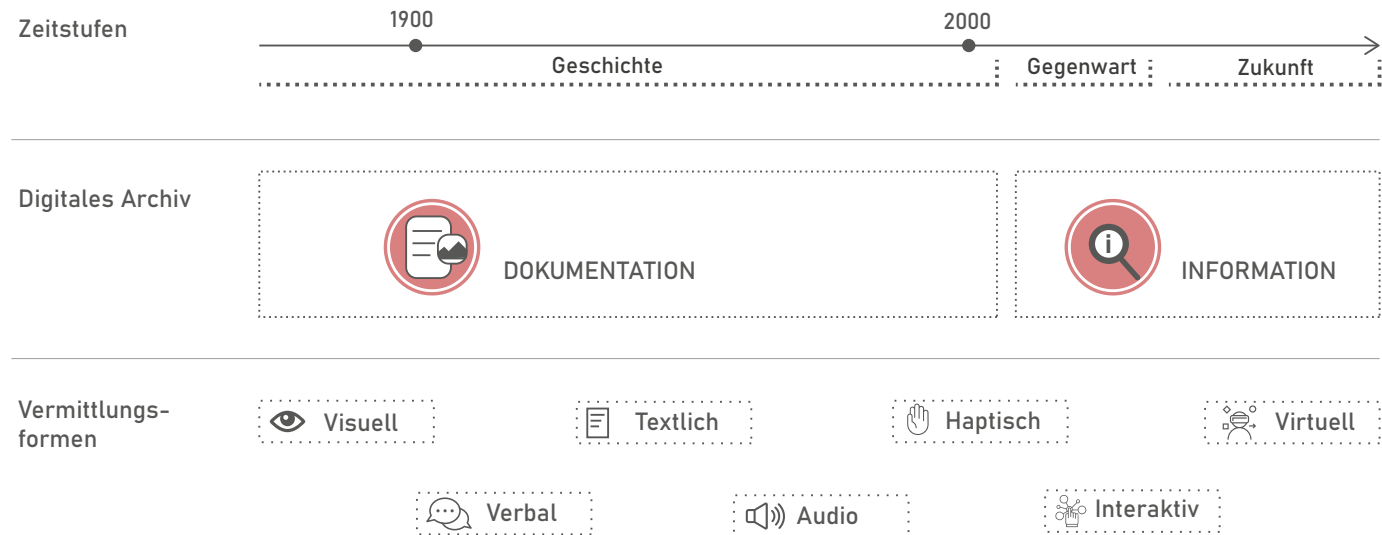 Zeitstufen
1900
2000
Geschichte
Gegenwart
Zukunft
Digitales Archiv
DOKUMENTATION
i
INFORMATION
Vermittlungs-
formen
Visuell
Textlich
Haptisch
Virtuell
Verbal
Audio
Interaktiv